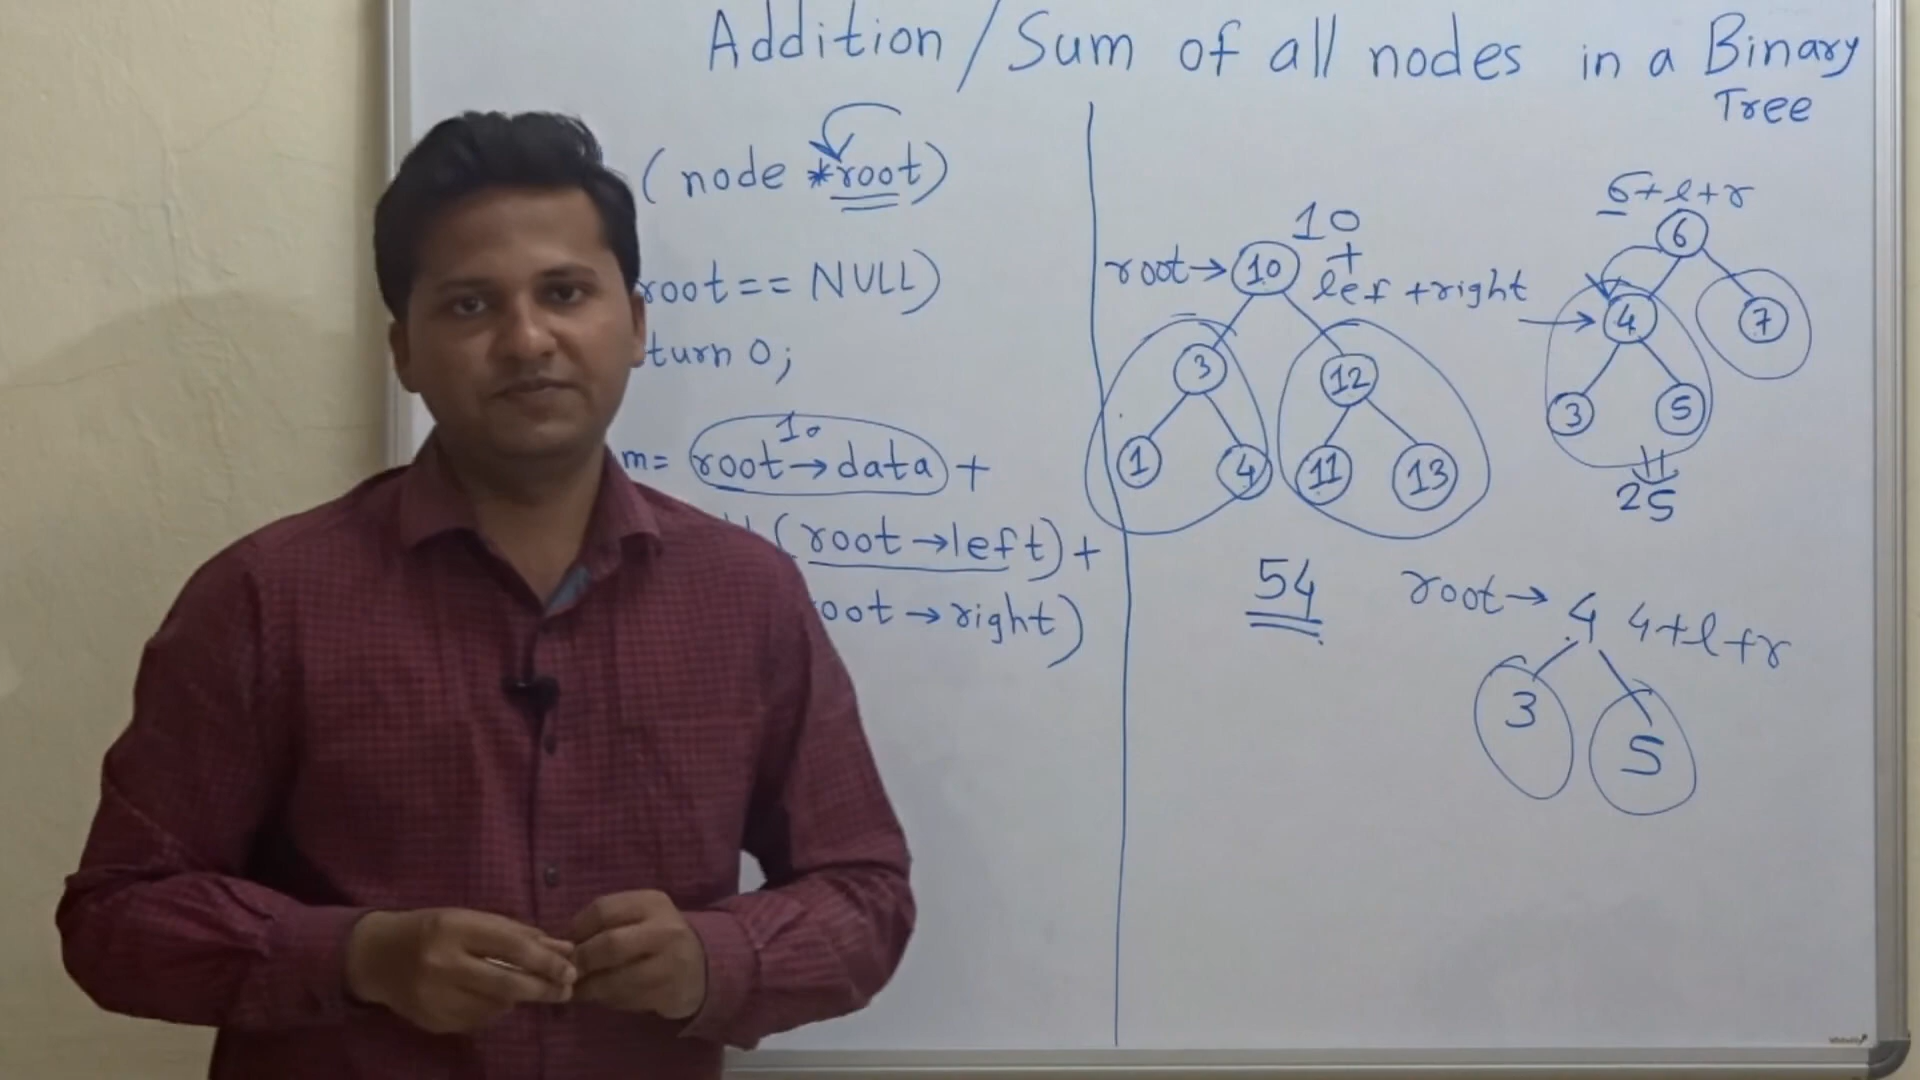 Addition / Sum of all nodes in a Binary
Tree
(node *root)
root == NULL)
turn 0;
10
m= root→data +
(root→left) +
root→right)
10
+
root→ 10 lef +right
3 12
1 4 11 13
54
6+l+r
6
4 7
3 5
25
root→ 4 4+l+r
3 5